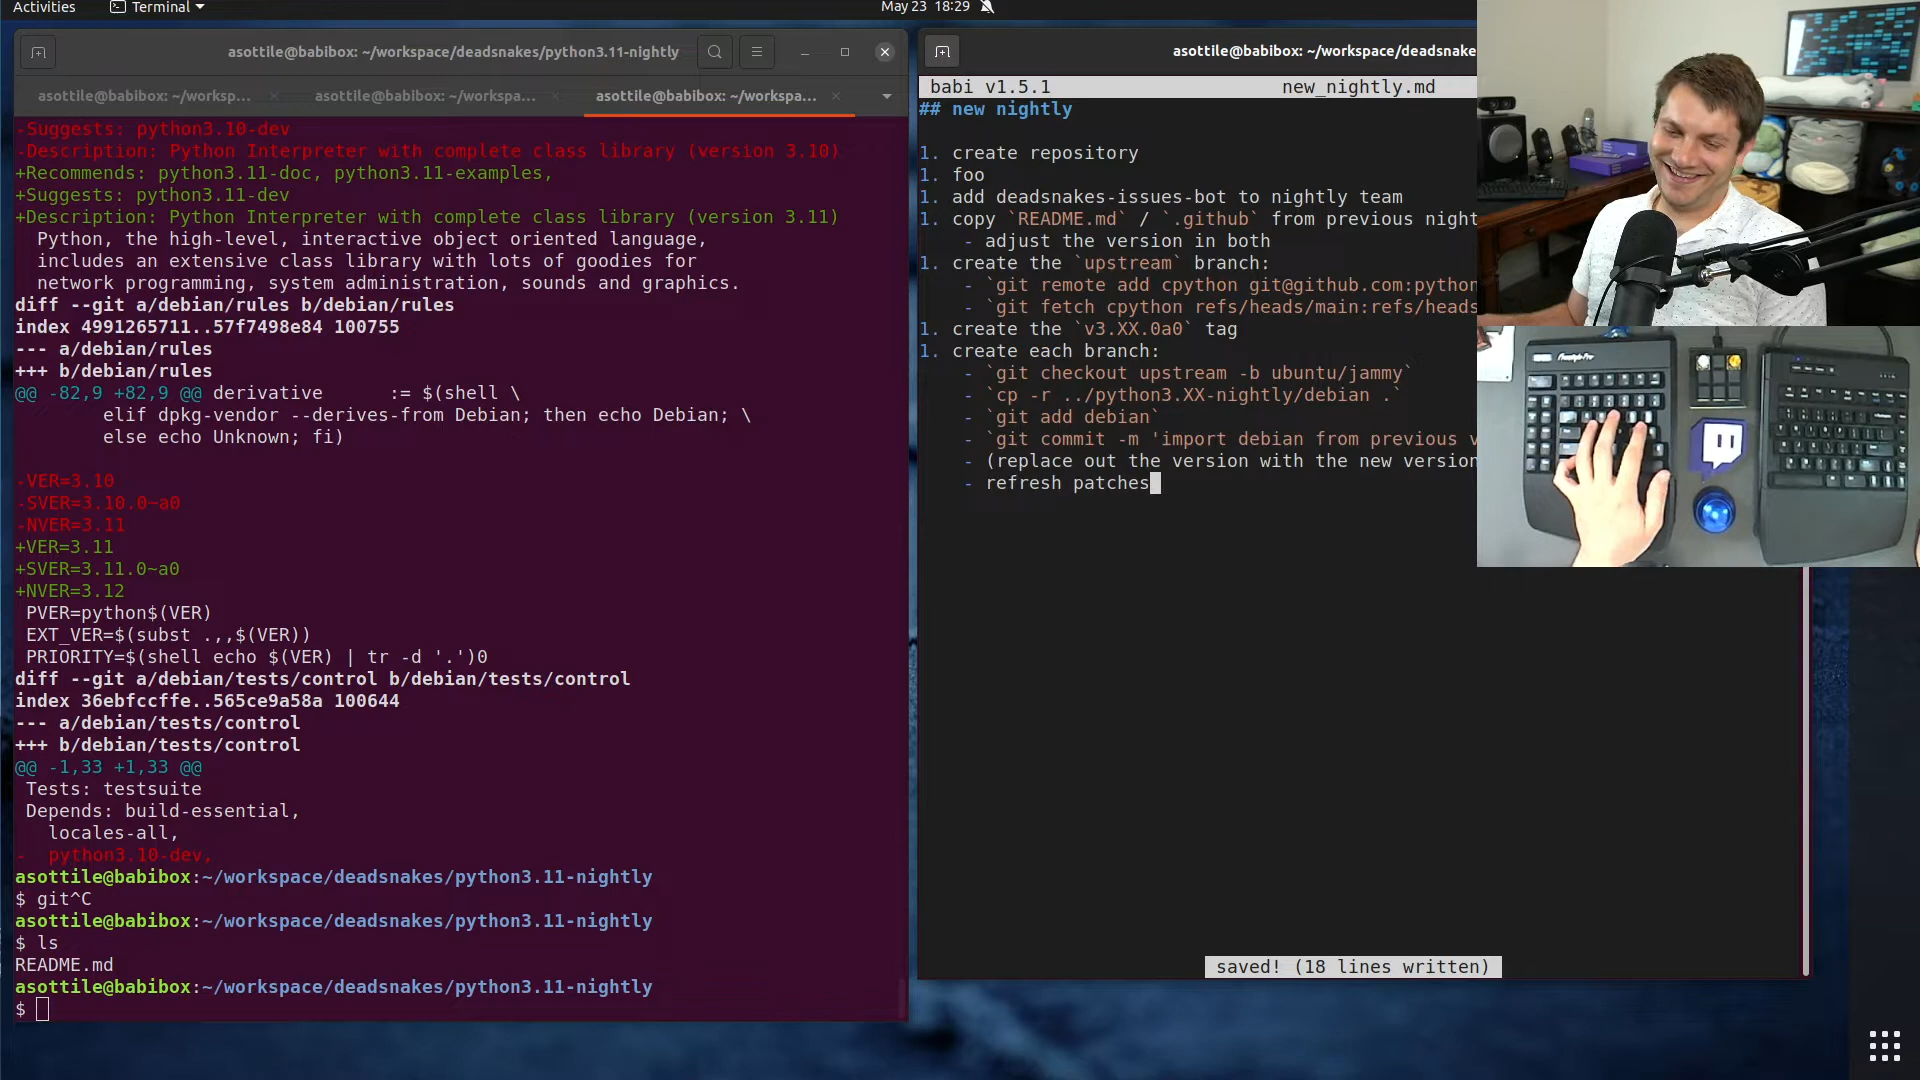 Activities
Terminal
May 23 18:29
asottile@babibox: ~/workspace/deadsnakes/python3.11-nightly
asottile@babibox: ~/worksp...
asottile@babibox: ~/workspa...
asottile@babibox: ~/workspa...
-Suggests: python3.10-dev
-Description: Python Interpreter with complete class library (version 3.10)
+Recommends: python3.11-doc, python3.11-examples,
+Suggests: python3.11-dev
+Description: Python Interpreter with complete class library (version 3.11)
Python, the high-level, interactive object oriented language,
includes an extensive class library with lots of goodies for
network programming, system administration, sounds and graphics.
diff --git a/debian/rules b/debian/rules
index 4991265711..57f7498e84 100755
--- a/debian/rules
+++ b/debian/rules
@@ -82,9 +82,9 @@ derivative := $(shell \
elif dpkg-vendor --derives-from Debian; then echo Debian; \
else echo Unknown; fi)
-VER=3.10
-SVER=3.10.0~a0
-NVER=3.11
+VER=3.11
+SVER=3.11.0~a0
+NVER=3.12
PVER=python$(VER)
EXT_VER=$(subst .,,$(VER))
PRIORITY=$(shell echo $(VER) | tr -d '.')0
diff --git a/debian/tests/control b/debian/tests/control
index 36ebfccffe..565ce9a58a 100644
--- a/debian/tests/control
+++ b/debian/tests/control
@@ -1,33 +1,33 @@
Tests: testsuite
Depends: build-essential,
locales-all,
- python3.10-dev,
asottile@babibox:~/workspace/deadsnakes/python3.11-nightly
$ git^C
asottile@babibox:~/workspace/deadsnakes/python3.11-nightly
$ ls
README.md
asottile@babibox:~/workspace/deadsnakes/python3.11-nightly
$
asottile@babibox: ~/workspace/deadsnake
babi v1.5.1 new_nightly.md
## new nightly
1. create repository
1. foo
1. add deadsnakes-issues-bot to nightly team
1. copy `README.md` / `.github` from previous night
- adjust the version in both
1. create the `upstream` branch:
- `git remote add cpython git@github.com:python
- `git fetch cpython refs/heads/main:refs/heads
1. create the `v3.XX.0a0` tag
1. create each branch:
- `git checkout upstream -b ubuntu/jammy`
- `cp -r ../python3.XX-nightly/debian .`
- `git add debian`
- `git commit -m 'import debian from previous v
- (replace out the version with the new version
- refresh patches
saved! (18 lines written)